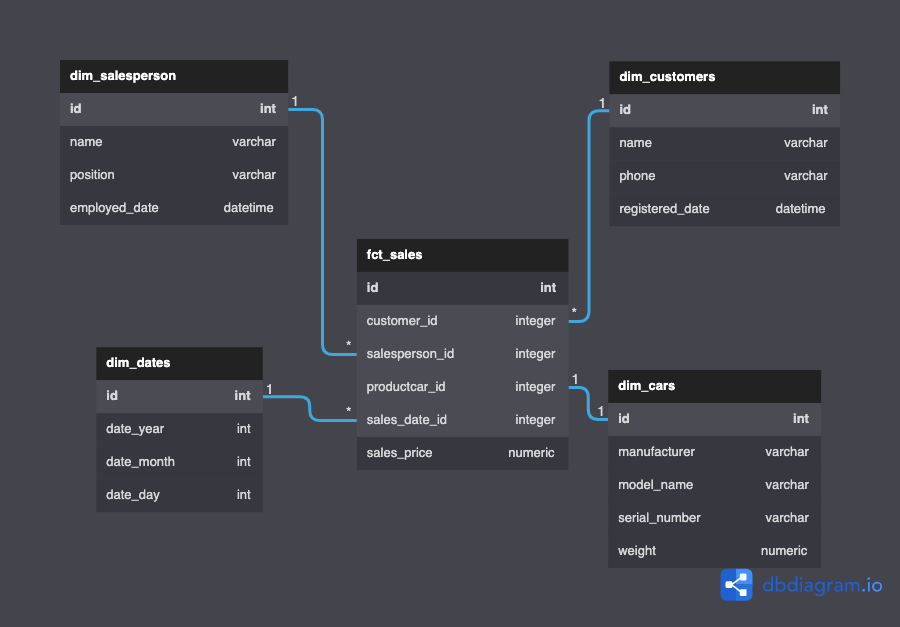 dim_salesperson
id int
name varchar
position varchar
employed_date datetime
1
dim_customers
1
id int
name varchar
phone varchar
registered_date datetime
fct_sales
id int
customer_id integer
*
*
salesperson_id integer
productcar_id integer
1
*
sales_date_id integer
sales_price numeric
dim_dates
id int
1
date_year int
date_month int
date_day int
dim_cars
1
id int
manufacturer varchar
model_name varchar
serial_number varchar
weight numeric
dbdiagram.io